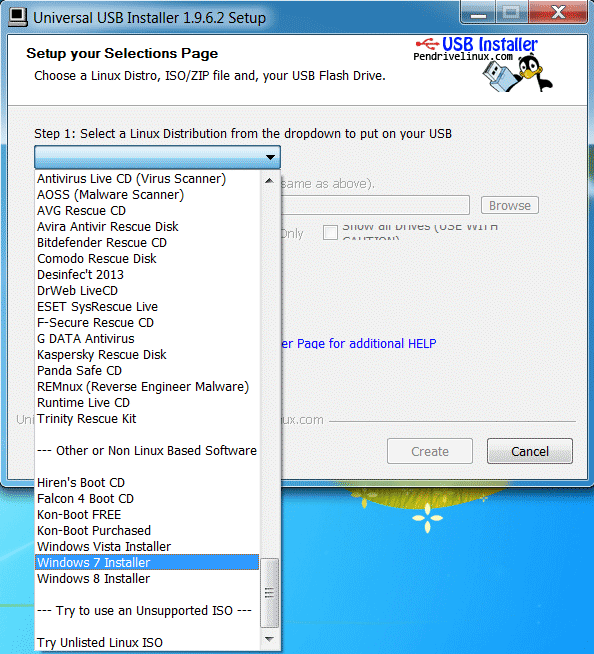 Universal USB Installer 1.9.6.2 Setup
Setup your Selections Page
Choose a Linux Distro, ISO/ZIP file and, your USB Flash Drive.
USB Installer
Pendrivelinux.com
Step 1: Select a Linux Distribution from the dropdown to put on your USB
same as above).
Browse
Only
Show all Drives (USE WITH
CAUTION)
er Page for additional HELP
Uni
ux.com
Create
Cancel
Antivirus Live CD (Virus Scanner)
AOSS (Malware Scanner)
AVG Rescue CD
Avira Antivir Rescue Disk
Bitdefender Rescue CD
Comodo Rescue Disk
Desinfec't 2013
DrWeb LiveCD
ESET SysRescue Live
F-Secure Rescue CD
G DATA Antivirus
Kaspersky Rescue Disk
Panda Safe CD
REMnux (Reverse Engineer Malware)
Runtime Live CD
Trinity Rescue Kit
--- Other or Non Linux Based Software
Hiren's Boot CD
Falcon 4 Boot CD
Kon-Boot FREE
Kon-Boot Purchased
Windows Vista Installer
Windows 7 Installer
Windows 8 Installer
--- Try to use an Unsupported ISO ---
Try Unlisted Linux ISO